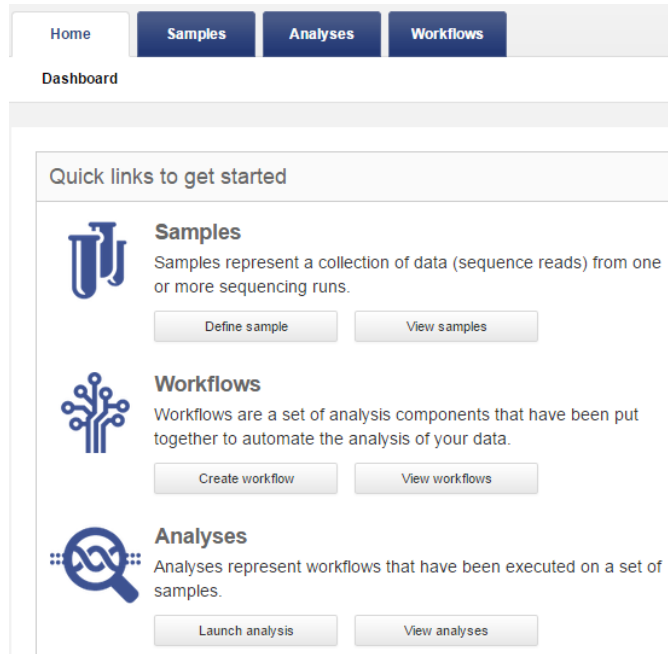 Home Samples Analyses Workflows
Dashboard
Quick links to get started
Samples
Samples represent a collection of data (sequence reads) from one
or more sequencing runs.
Define sample View samples
Workflows
Workflows are a set of analysis components that have been put
together to automate the analysis of your data.
Create workflow View workflows
Analyses
Analyses represent workflows that have been executed on a set of
samples.
Launch analysis View analyses